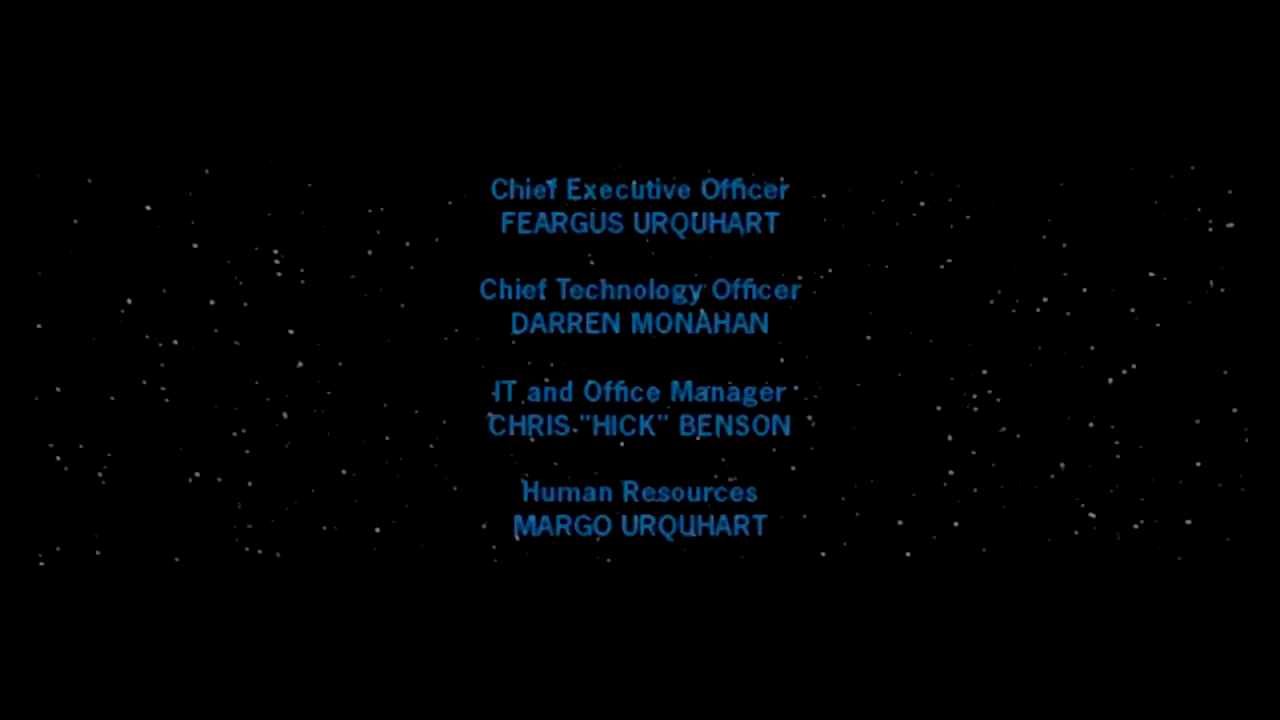 Chief Executive Officer
FEARGUS URQUHART
Chief Technology Officer
DARREN MONAHAN
IT and Office Manager
CHRIS "HICK" BENSON
Human Resources
MARGO URQUHART